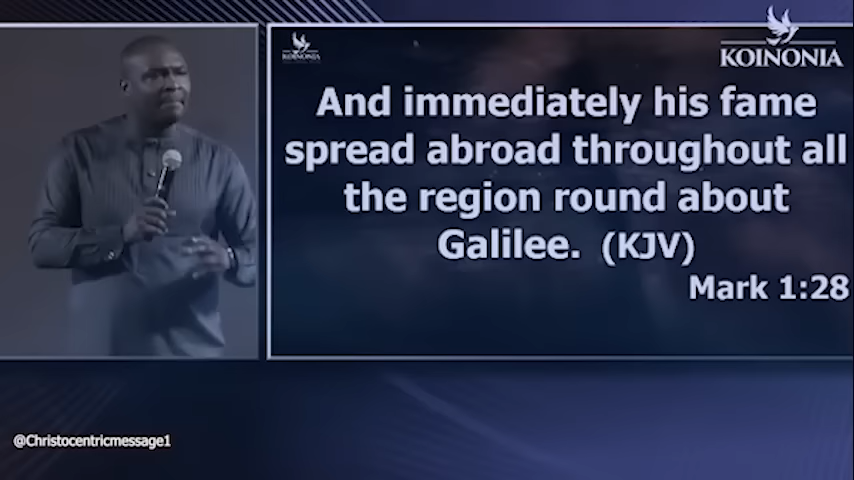 KOINONIA
KOINONIA
And immediately his fame
spread abroad throughout all
the region round about
Galilee. (KJV)
Mark 1:28
@Christocentricmessage1